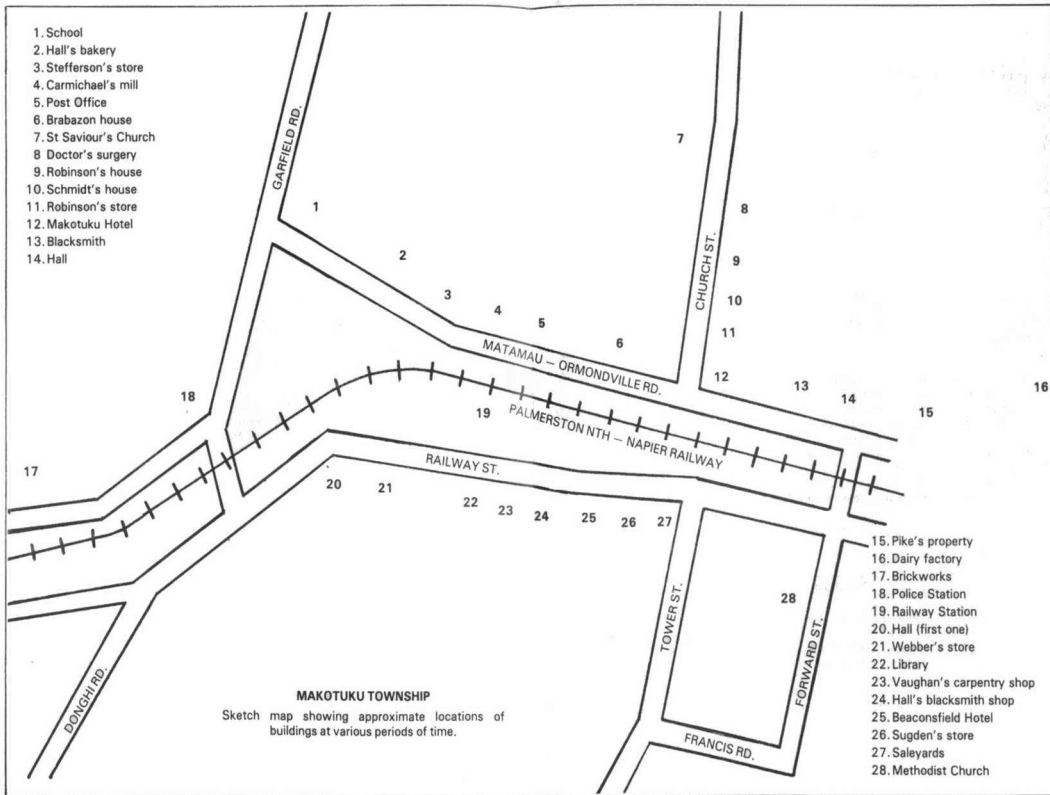 1. School
2. Hall's bakery
3. Stefferson's store
4. Carmichael's mill
5. Post Office
6. Brabazon house
7. St Saviour's Church
8 Doctor's surgery
9. Robinson's house
10. Schmidt's house
11. Robinson's store
12. Makotuku Hotel
13. Blacksmith
14. Hall
GARFIELD RD.
1
2
3
4
5
6
7
8
9
10
11
12
13
14
15
16
CHURCH ST.
MATAMAU – ORMONDVILLE RD.
17
18
19
PALMERSTON NTH – NAPIER RAILWAY
RAILWAY ST.
20
21
22
23
24
25
26
27
28
TOWER ST.
FORWARD ST.
FRANCIS RD.
DONGHI RD.
MAKOTUKU TOWNSHIP
Sketch map showing approximate locations of
buildings at various periods of time.
15. Pike's property
16. Dairy factory
17. Brickworks
18. Police Station
19. Railway Station
20. Hall (first one)
21. Webber's store
22. Library
23. Vaughan's carpentry shop
24. Hall's blacksmith shop
25. Beaconsfield Hotel
26. Sugden's store
27. Saleyards
28. Methodist Church